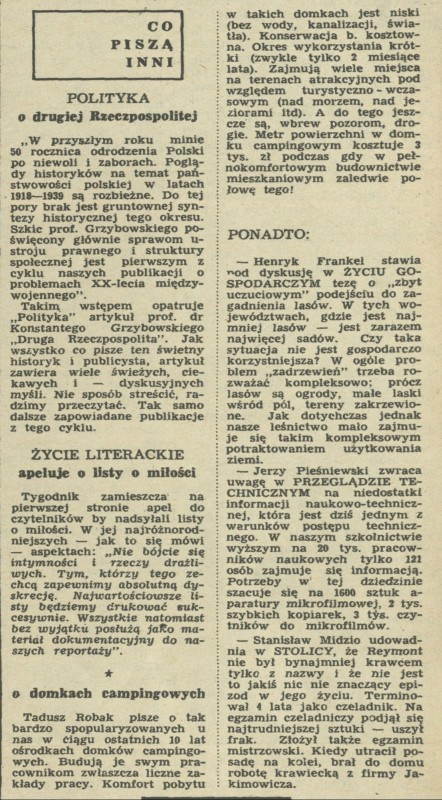 CO
PISZĄ
INNI
POLITYKA
o drugiej Rzeczpospolitej
„W przyszłym roku minie
50 rocznica odrodzenia Polski
po niewoli i zaborach. Poglą-
dy historyków na temat pań-
stwowości polskiej w latach
1918—1939 są rozbieżne. Do tej
pory brak jest gruntownej syn-
tezy historycznej tego okresu.
Szkic prof. Grzybowskiego po-
święcony głównie sprawom u-
stroju prawnego i struktury
społecznej jest pierwszym z
cyklu naszych publikacji o
problemach XX-lecia między-
wojennego".
Takim wstępem opatruje
„Polityka" artykuł prof. dr
Konstantego Grzybowskiego
„Druga Rzeczpospolita". Jak
wszystko co pisze ten świetny
historyk i publicysta, artykuł
zawiera wiele świeżych, cie-
kawych i — dyskusyjnych
myśli. Nie sposób streścić, ra-
dzimy przeczytać. Tak samo
dalsze zapowiadane publikacje
z tego cyklu.
ŻYCIE LITERACKIE
apeluje o listy o miłości
Tygodnik zamieszcza na
pierwszej stronie apel do
czytelników by nadsyłali listy
o miłości. W jej najróżnorod-
niejszych — jak to się mówi
— aspektach: „Nie bójcie się
intymności i rzeczy drażli-
wych. Tym, którzy tego ze-
chcą zapewnimy absolutną dy-
skrecję. Najwartościowsze li-
sty będziemy drukować suk-
cesywnie. Wszystkie natomiast
bez wyjątku posłużą jako ma-
teriał dokumentacyjny do na-
szych reportaży".
★
o domkach campingowych
Tadusz Robak pisze o tak
bardzo spopularyzowanych u
nas w ciągu ostatnich 10 lat
ośrodkach domków campingo-
wych. Budują je swym pra-
cownikom zwłaszcza liczne za-
kłady pracy. Komfort pobytu
w takich domkach jest niski
(bez wody, kanalizacji, świa-
tła). Konserwacja b. kosztow-
na. Okres wykorzystania krót-
ki (zwykle tylko 2 miesiące
lata). Zajmują wiele miejsca
na terenach atrakcyjnych pod
względem turystyczno - wcza-
sowym (nad morzem, nad je-
ziorami itd). A do tego jesz-
cze są, wbrew pozorom, dro-
gie. Metr powierzchni w dom-
ku campingowym kosztuje 3
tys. zł podczas gdy w peł-
nokomfortowym budownictwie
mieszkaniowym zaledwie po-
łowę tego!
PONADTO:
— Henryk Frankel stawia
pod dyskusję w ŻYCIU GO-
SPODARCZYM tezę o „zbyt
uczuciowym" podejściu do za-
gadnienia lasów. W tych wo-
jewództwach, gdzie jest naj-
mniej lasów — jest zarazem
najwięcej sadów. Czy taka
sytuacja nie jest gospodarczo
korzystniejsza? W ogóle pro-
blem „zadrzewień" trzeba ro-
zważać kompleksowo: prócz
lasów są ogrody, małe laski
wśród pól, tereny zakrzewio-
ne. Jak dotychczas jednak
nasze leśnictwo mało zajmu-
je się takim kompleksowym
potraktowaniem użytkowania
ziemi.
— Jerzy Pieśniewski zwraca
uwagę w PRZEGLĄDZIE TE-
CHNICZNYM na niedostatki
informacji naukowo-technicz-
nej, która jest dziś jednym z
warunków postępu technicz-
nego. W naszym szkolnictwie
wyższym na 20 tys. pracow-
ników naukowych tylko 121
osób zajmuje się informacją.
Potrzeby w tej dziedzinie
szacuje się na 1600 sztuk a-
paratury mikrofilmowej, 2 tys.
szybkich kopiarek, 3 tys. czy-
tników do mikrofilmów.
— Stanisław Midzio udowad-
nia w STOLICY, że Reymont
nie był bynajmniej krawcem
tylko z nazwy i że nie jest
to jakiś nic nie znaczący epi-
zod w jego życiu. Termino-
wał 4 lata jako czeladnik. Na
egzamin czeladniczy podjął się
najtrudniejszej sztuki — uszył
frak. Złożył także egzamin
mistrzowski. Kiedy utracił po-
sadę na kolei, brał do domu
robotę krawiecką z firmy Ja-
kimowicza.